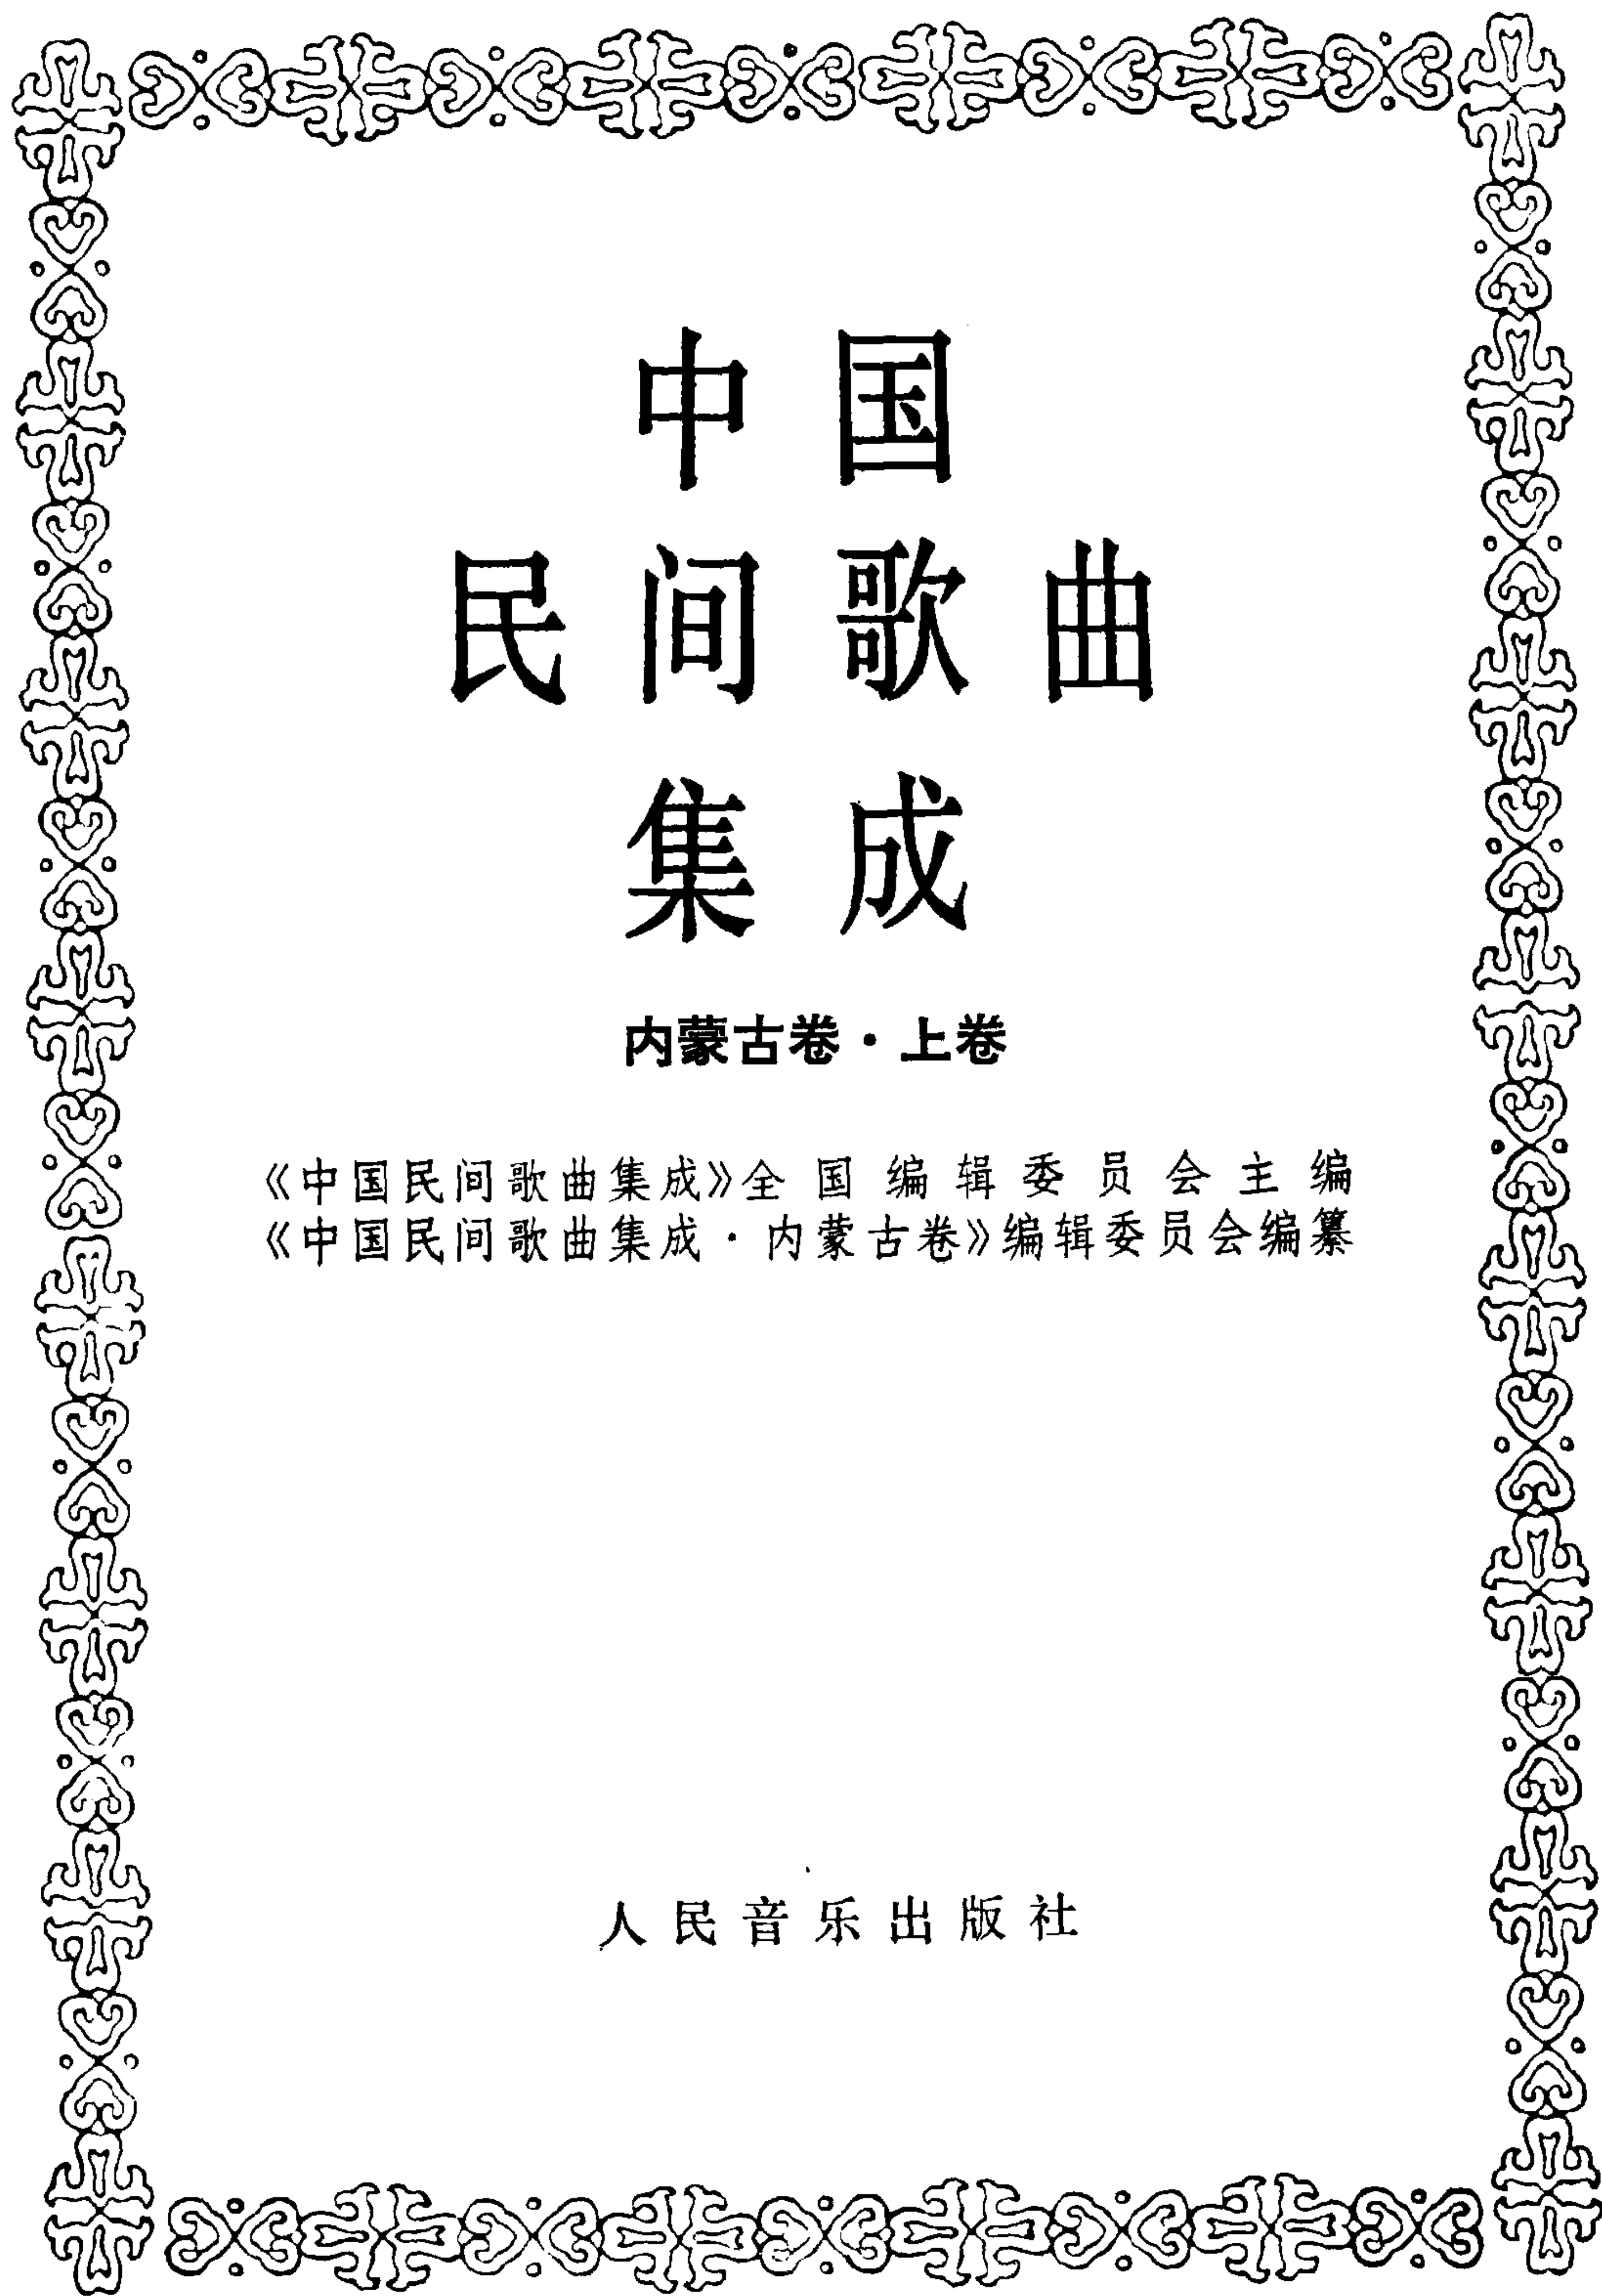 中国
民间歌曲
集成
内蒙古卷·上卷
《中国民间歌曲集成》全国编辑委员会主编
《中国民间歌曲集成·内蒙古卷》编辑委员会编纂
人民音乐出版社